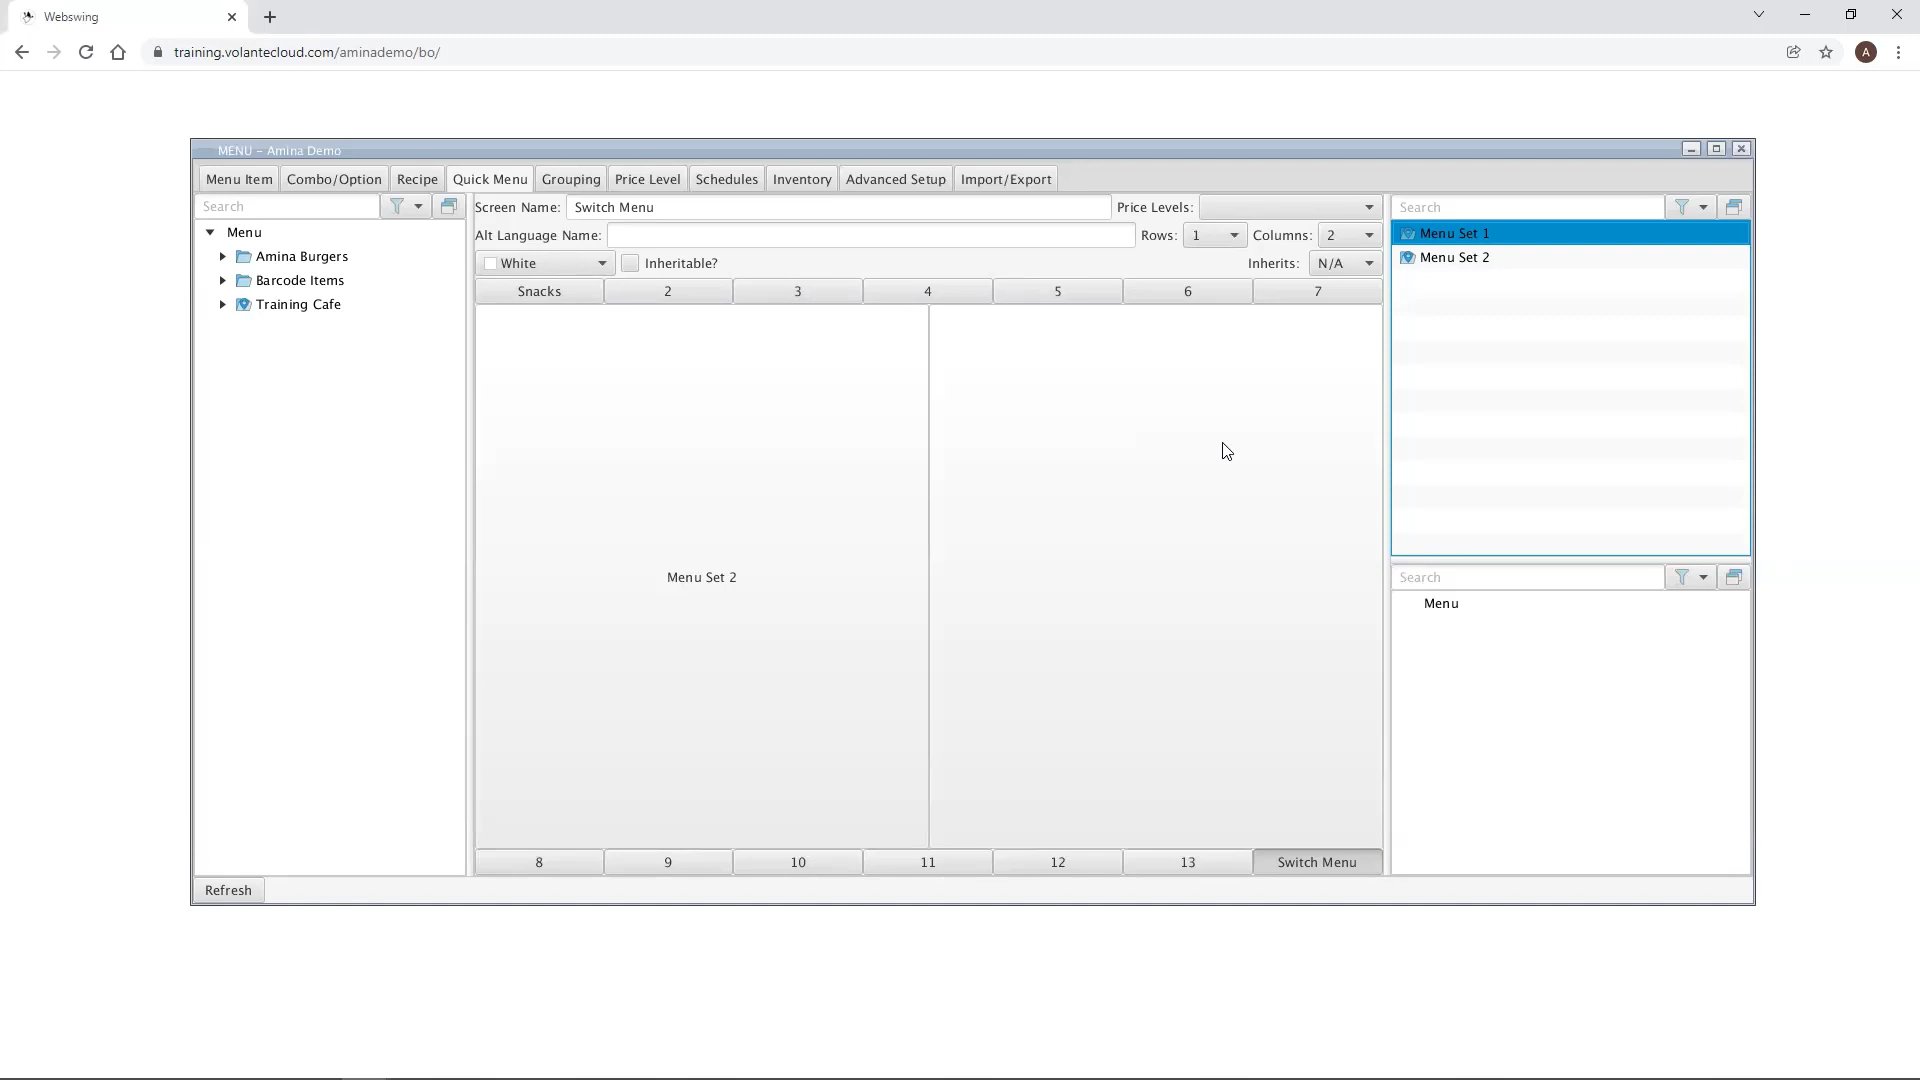 Webswing
training.volantecloud.com/aminademo/bo/
A
MENU – Amina Demo
Menu Item Combo/Option Recipe Quick Menu Grouping Price Level Schedules Inventory Advanced Setup Import/Export
Search
Menu
Amina Burgers
Barcode Items
Training Cafe
Screen Name: Switch Menu Price Levels:
Alt Language Name: Rows: 1 Columns: 2
White Inheritable? Inherits: N/A
Snacks 2 3 4 5 6 7
Menu Set 2
8 9 10 11 12 13 Switch Menu
Search
Menu Set 1
Menu Set 2
Search
Menu
Refresh